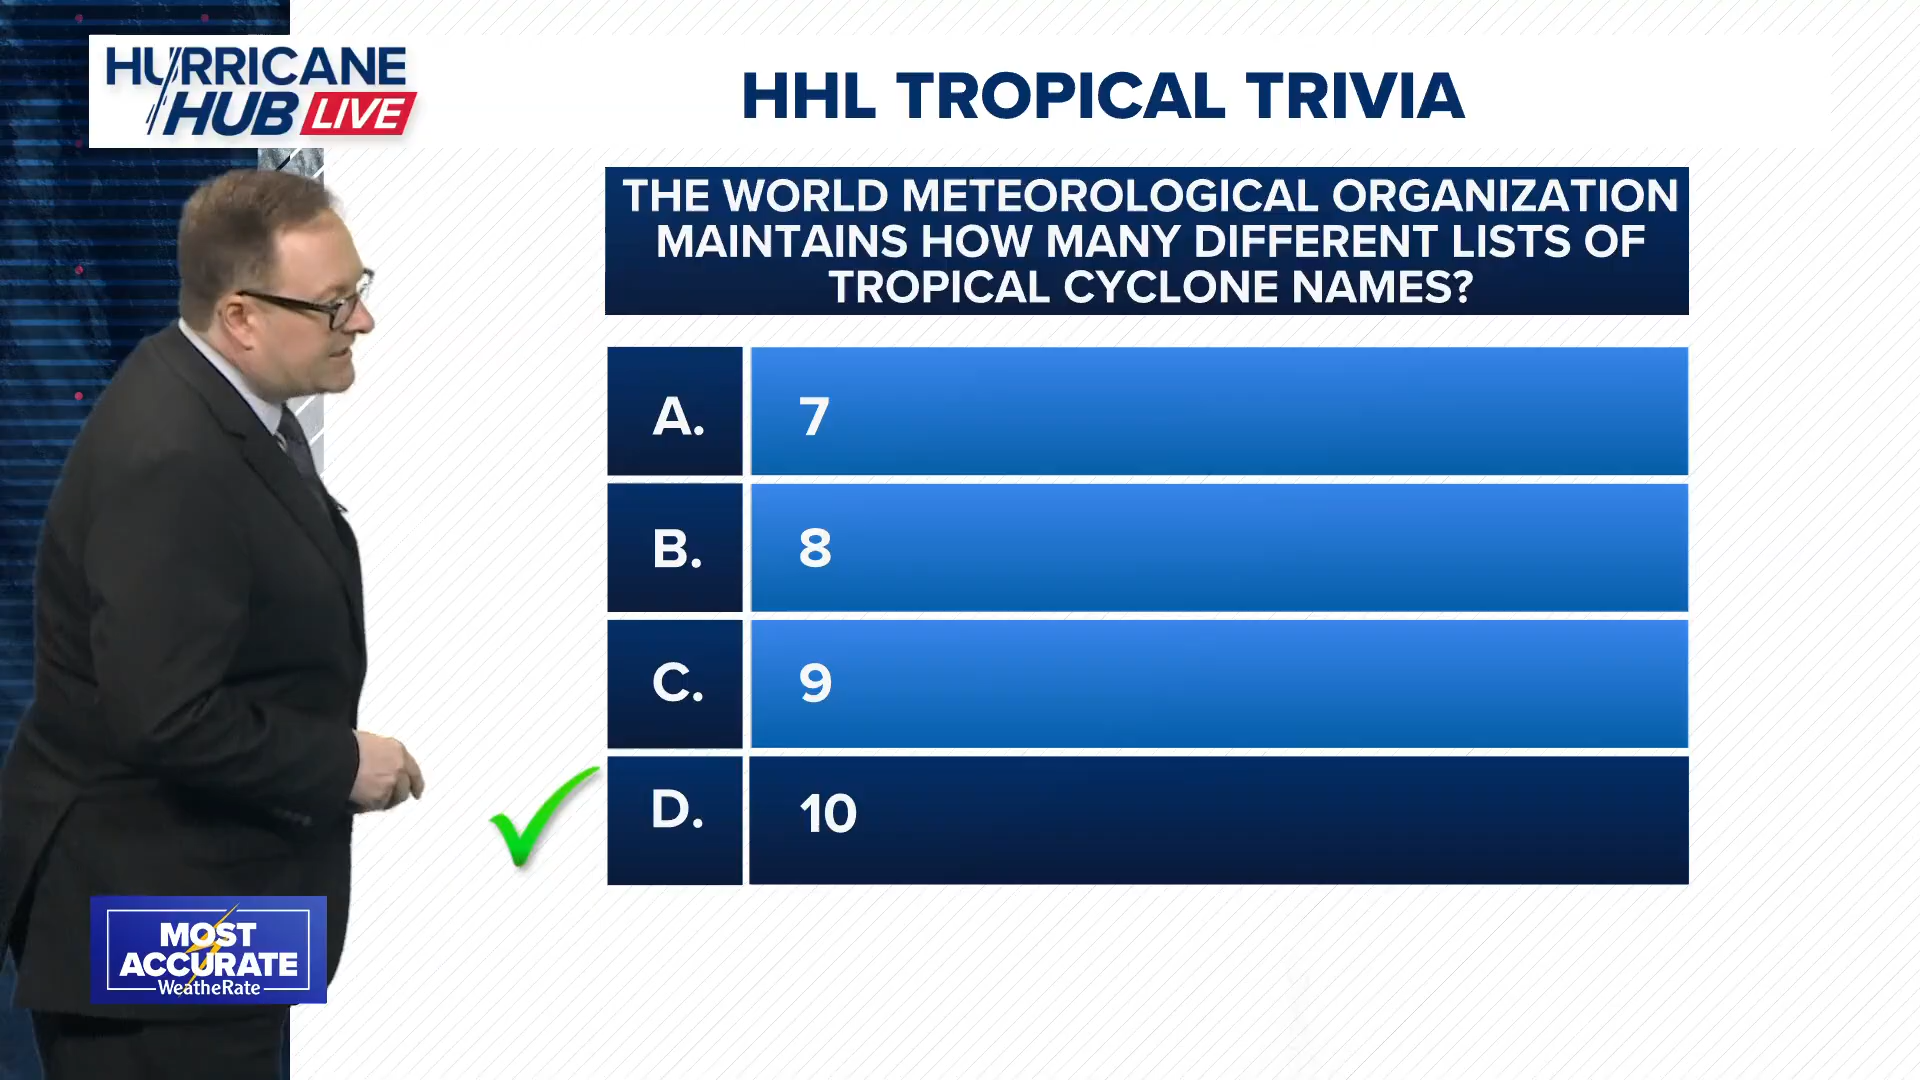 HURRICANE
HUB LIVE
HHL TROPICAL TRIVIA
THE WORLD METEOROLOGICAL ORGANIZATION
MAINTAINS HOW MANY DIFFERENT LISTS OF
TROPICAL CYCLONE NAMES?
A. 7
B. 8
C. 9
D. 10
MOST
ACCURATE
WeatheRate